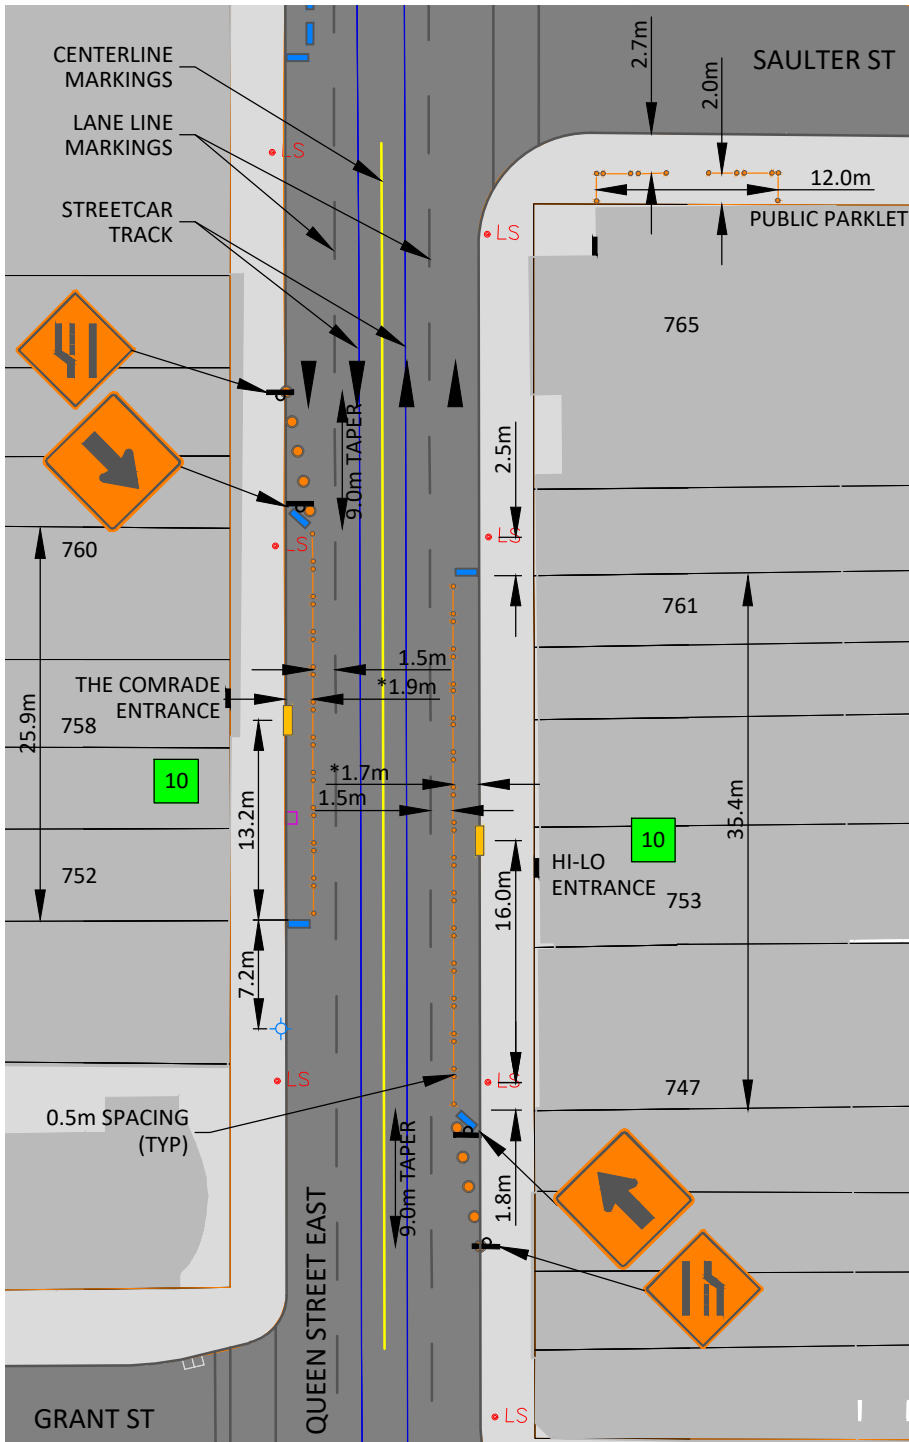 CENTERLINE
MARKINGS
2.7m
SAULTER ST
2.0m
LANE LINE
MARKINGS
LS
12.0m
STREETCAR
TRACK
PUBLIC PARKLET
LS
765
9.0m TAPER
2.5m
LS
LS
760
761
1.5m
THE COMRADE
ENTRANCE
*1.9m
25.9m
758
10
*1.7m
1.5m
13.2m
35.4m
10
HI-LO
ENTRANCE
752
753
16.0m
7.2m
LS
LS
747
0.5m SPACING
(TYP)
9.0m TAPER
1.8m
QUEEN STREET EAST
GRANT ST
LS